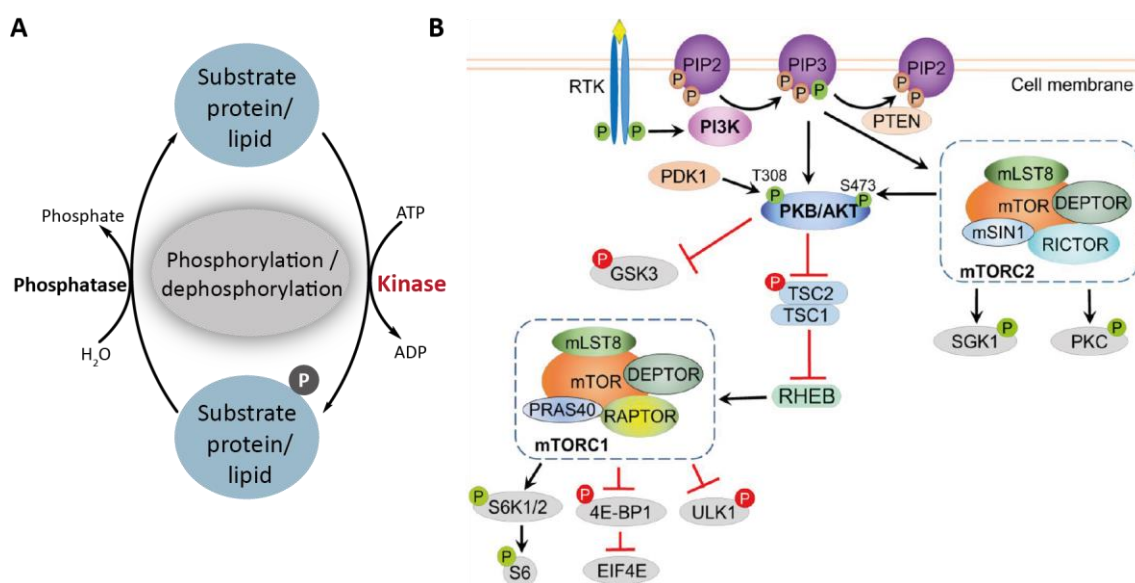 A
Substrate
protein/
lipid
Phosphate
ATP
Phosphorylation /
dephosphorylation
Phosphatase
Kinase
H₂O
ADP
P
Substrate
protein/
lipid
B
PIP2
PIP3
PIP2
RTK
P
P
P
P
P
P
P
Cell membrane
P
P
PI3K
PTEN
PDK1
T308
S473
P
P
PKB/AKT
mLST8
mTOR
DEPTOR
mSIN1
RICTOR
mTORC2
P
GSK3
P
TSC2
TSC1
SGK1
P
PKC
P
mLST8
mTOR
DEPTOR
PRAS40
RAPTOR
mTORC1
RHEB
P
S6K1/2
P
4E-BP1
ULK1
P
P
S6
EIF4E